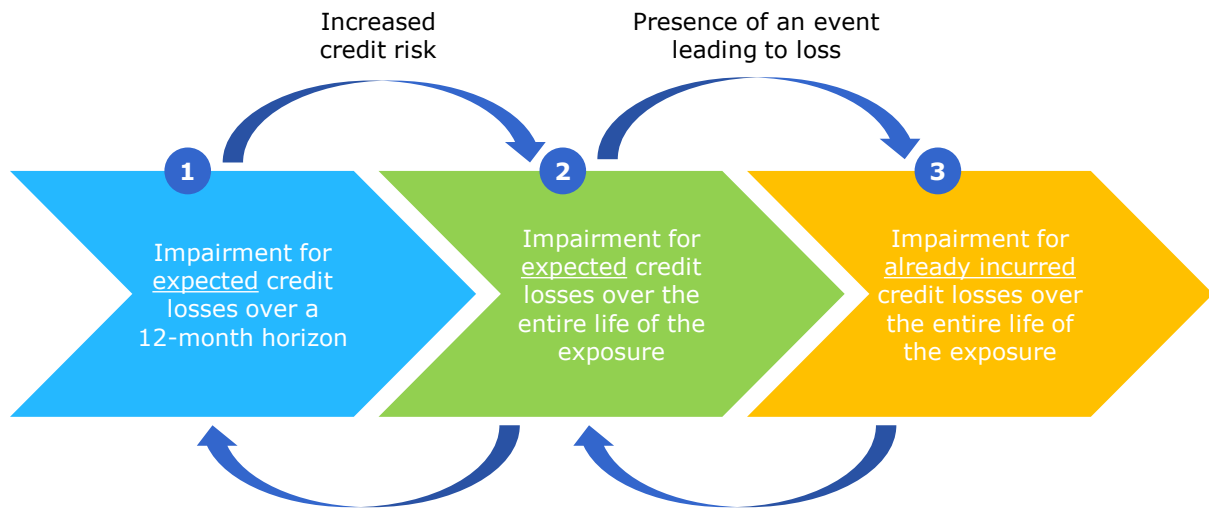 Increased
credit risk
Presence of an event
leading to loss
1
2
3
Impairment for
expected credit
losses over a
12-month horizon
Impairment for
expected credit
losses over the
entire life of the
exposure
Impairment for
already incurred
credit losses over
the entire life of
the exposure